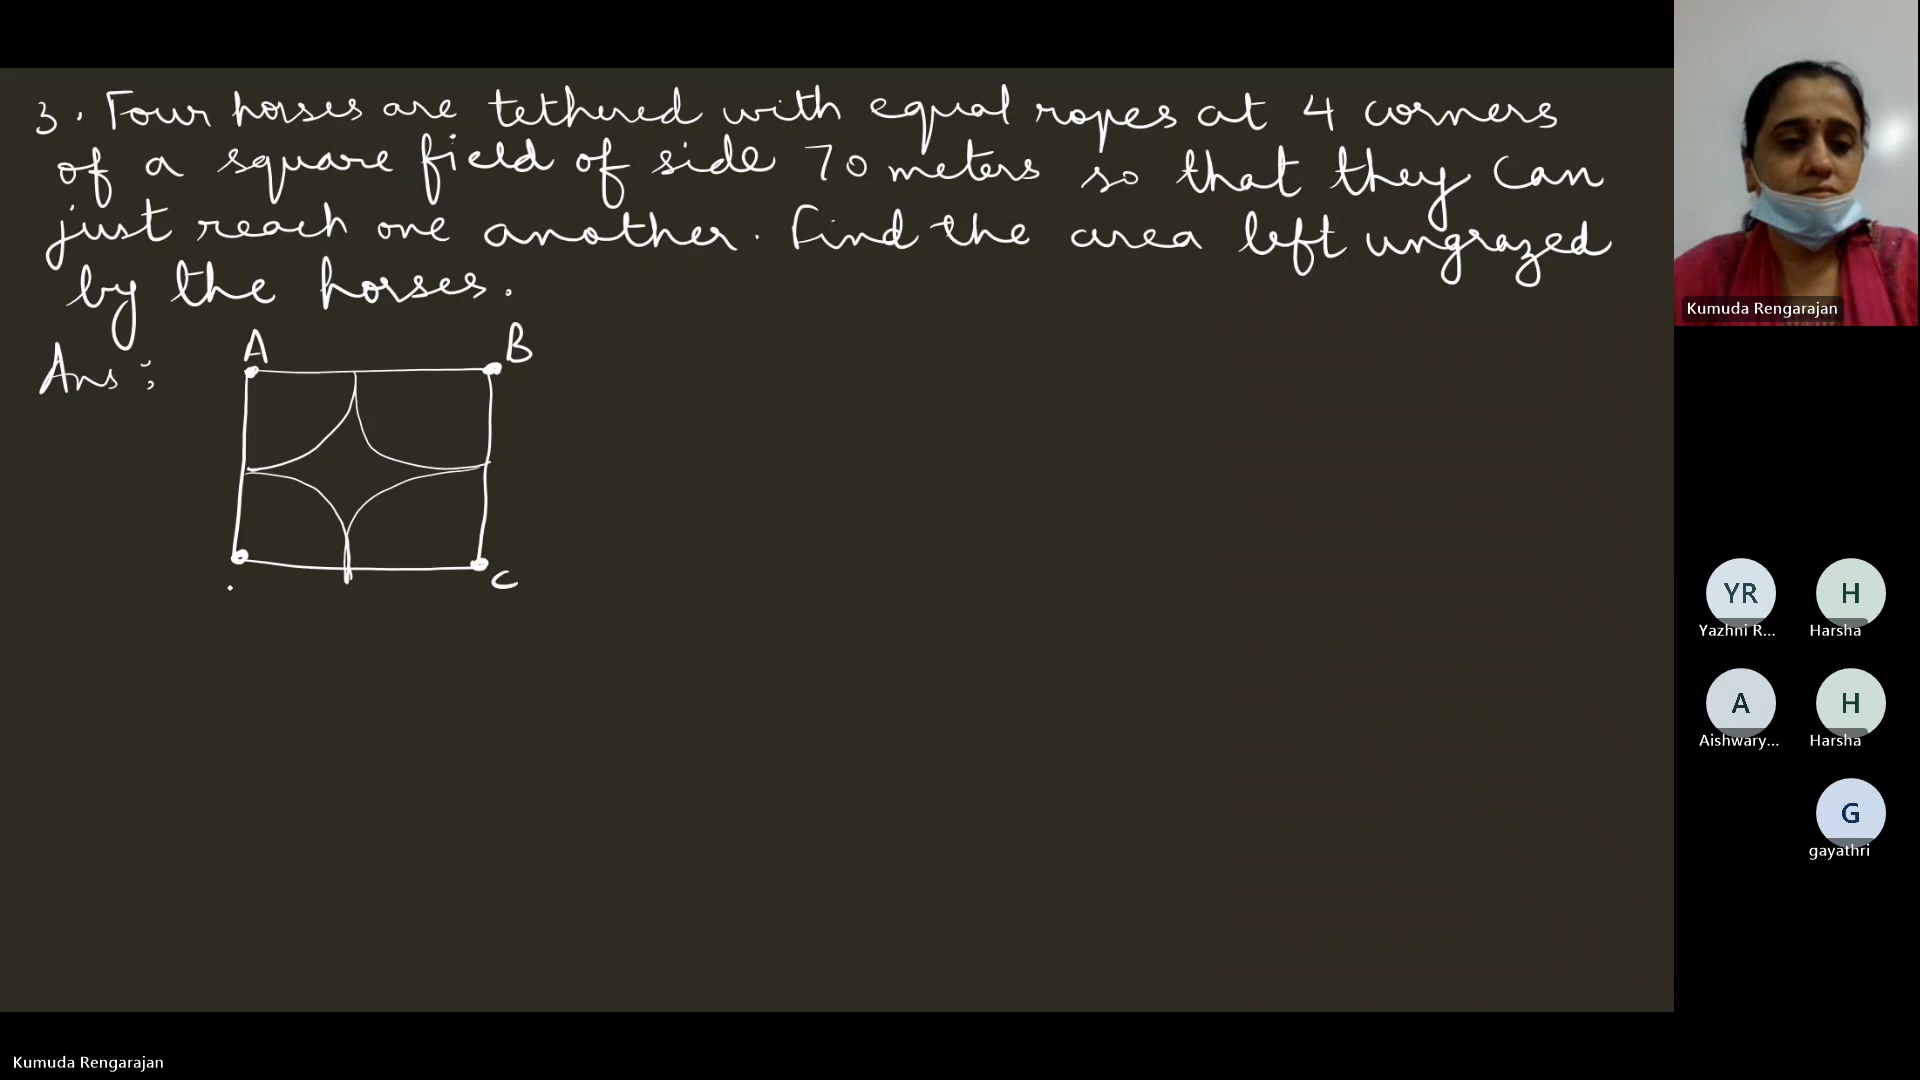 3. Four horses are tethered with equal ropes at 4 corners
of a square field of side 70 meters so that they can
just reach one another. Find the area left ungrazed
by the horses.
Ans :
A
B
C
Kumuda Rengarajan
YR
Yazhni R...
H
Harsha
A
Aishwary...
H
Harsha
G
gayathri
Kumuda Rengarajan